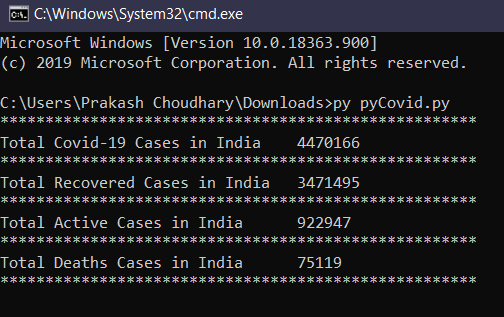 C:\Windows\System32\cmd.exe
Microsoft Windows [Version 10.0.18363.900]
(c) 2019 Microsoft Corporation. All rights reserved.
C:\Users\Prakash Choudhary\Downloads>py pyCovid.py
*****************************************************
Total Covid-19 Cases in India   4470166
*****************************************************
Total Recovered Cases in India   3471495
*****************************************************
Total Active Cases in India      922947
*****************************************************
Total Deaths Cases in India      75119
*****************************************************